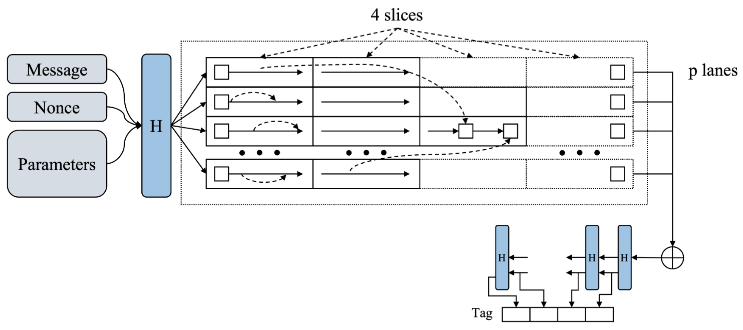 4 slices
Message
Nonce
Parameters
H
p lanes
H
H
H
Tag